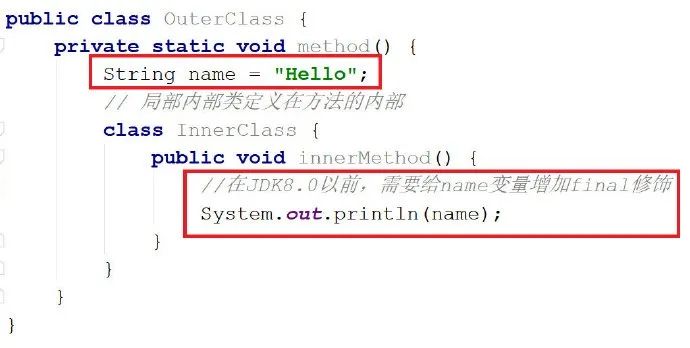 public class OuterClass {
private static void method() {
String name = "Hello";
// 局部内部类定义在方法的内部
class InnerClass {
public void innerMethod() {
//在JDK8.0以前，需要给name变量增加final修饰
System.out.println(name);
}
}
}
}